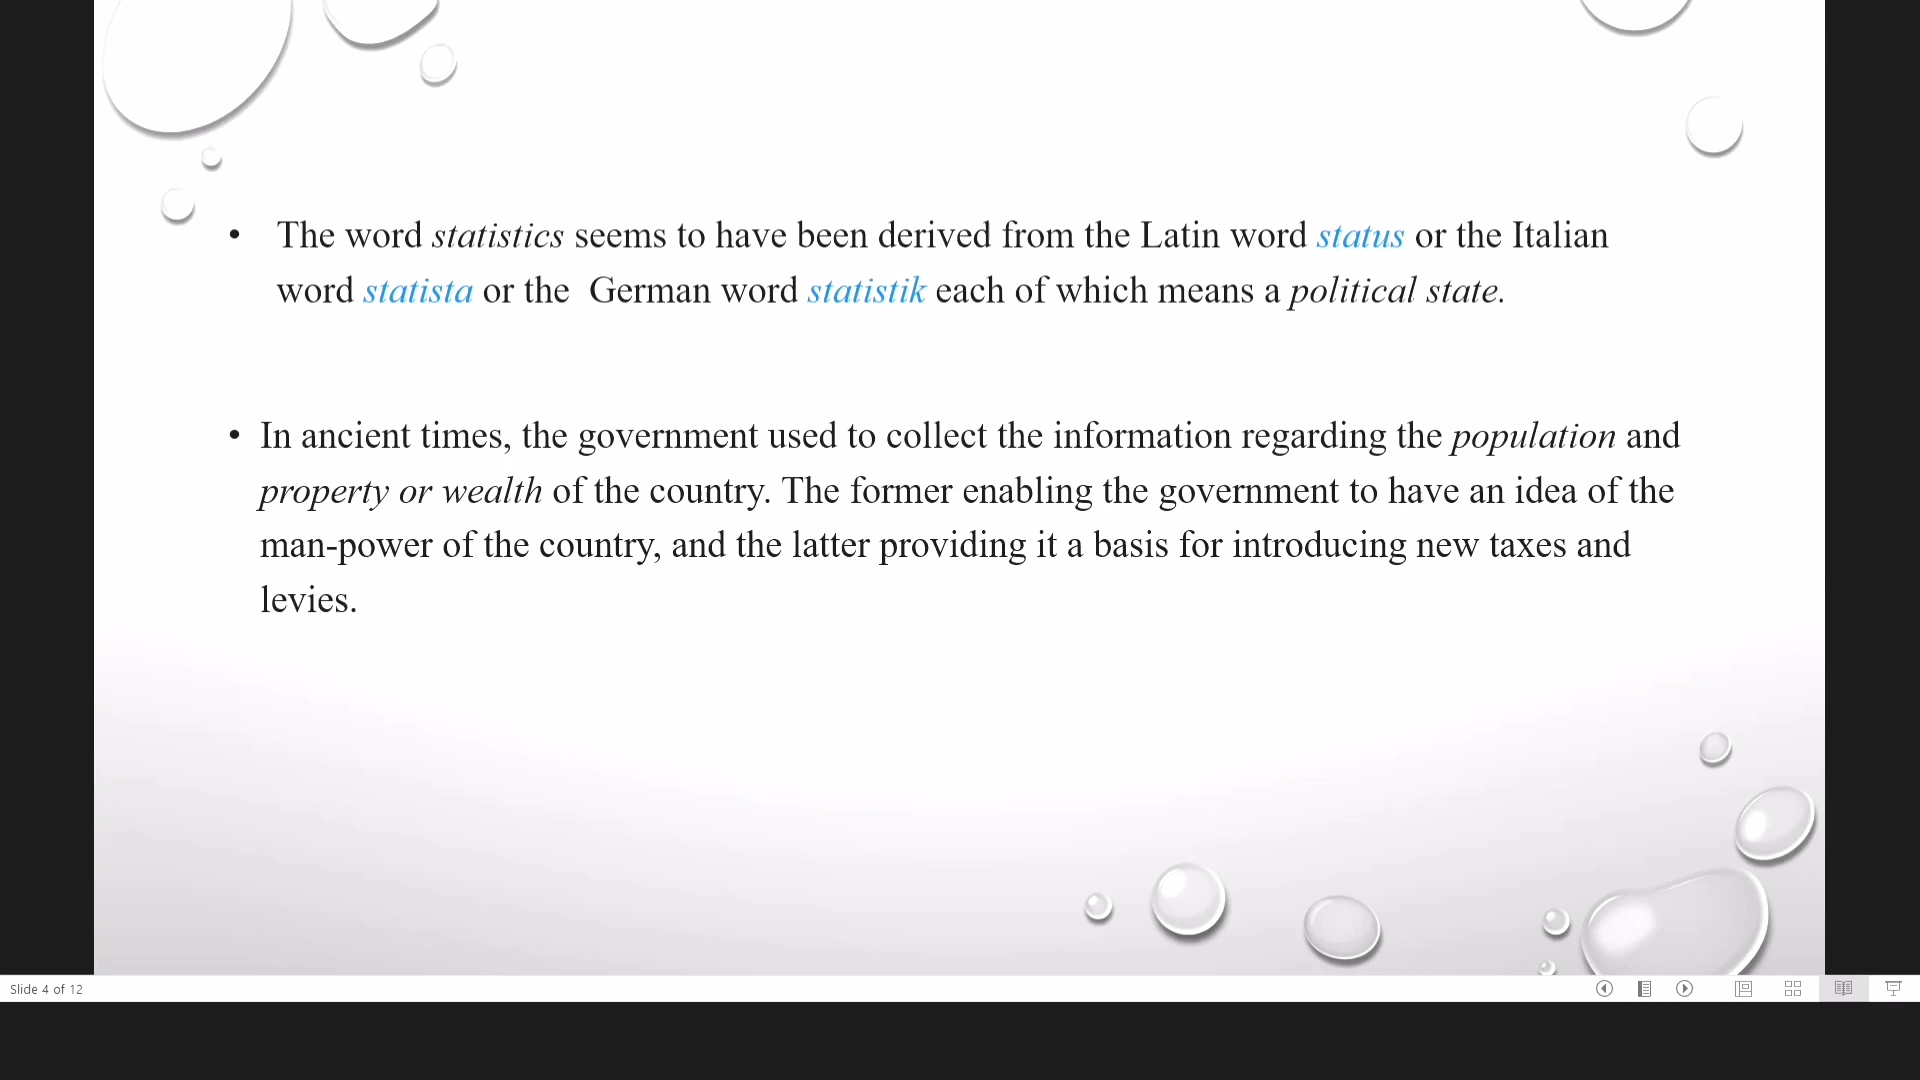 • The word statistics seems to have been derived from the Latin word status or the Italian
word statista or the  German word statistik each of which means a political state.
• In ancient times, the government used to collect the information regarding the population and
property or wealth of the country. The former enabling the government to have an idea of the
man-power of the country, and the latter providing it a basis for introducing new taxes and
levies.
Slide 4 of 12